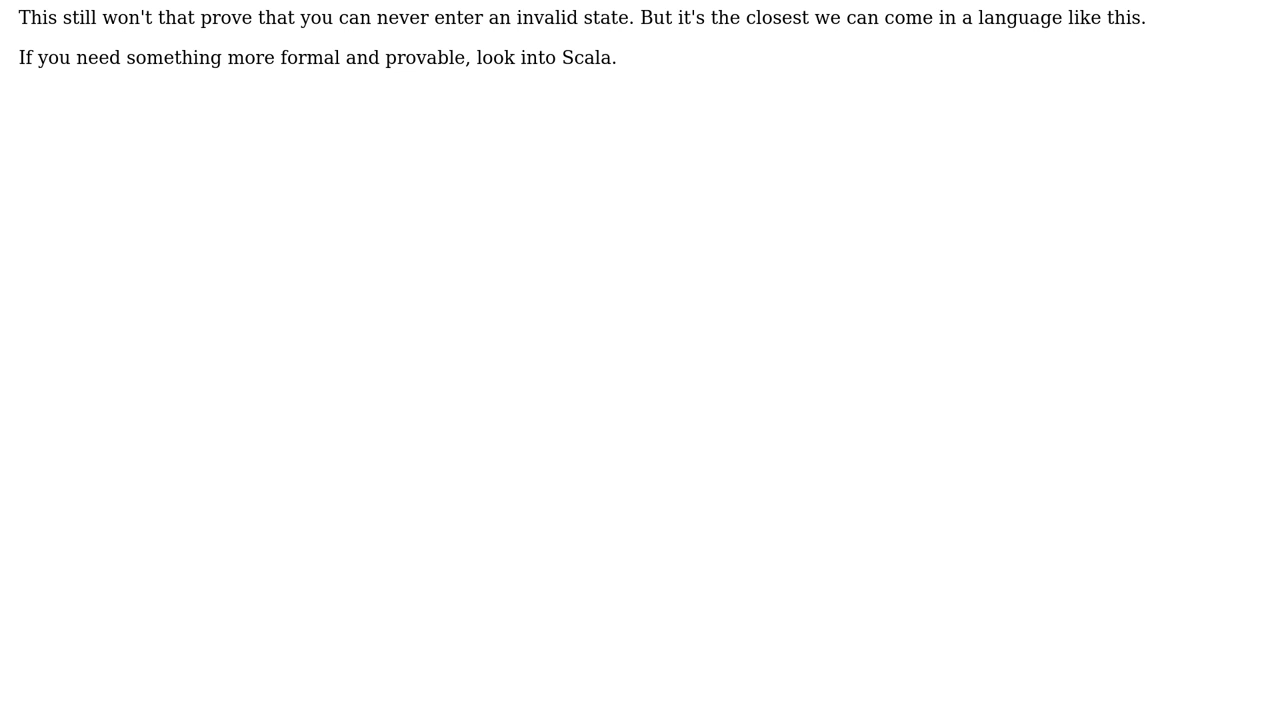 This still won't that prove that you can never enter an invalid state. But it's the closest we can come in a language like this.
If you need something more formal and provable, look into Scala.